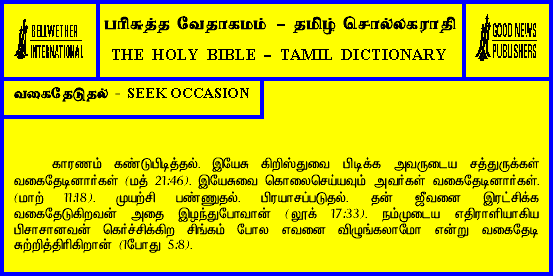 BELLWETHER
INTERNATIONAL
பரிசுத்த வேதாகமம் – தமிழ் சொல்லகராதி
THE HOLY BIBLE – TAMIL DICTIONARY
GOOD NEWS
PUBLISHERS
வகைதேடுதல் - SEEK OCCASION
காரணம் கண்டுபிடித்தல். இயேசு கிறிஸ்துவை பிடிக்க அவருடைய சத்துருக்கள்
வகைதேடினார்கள் (மத் 21:46). இயேசுவை கொலைசெய்யவும் அவர்கள் வகைதேடினார்கள்.
(மாற் 11:18). முயற்சி பண்ணுதல். பிரயாசப்படுதல். தன் ஜீவனை இரட்சிக்க
வகைதேடுகிறவன் அதை இழந்துபோவான் (லூக் 17:33). நம்முடைய எதிராளியாகிய
பிசாசானவன் கெர்ச்சிக்கிற சிங்கம் போல எவனை விழுங்கலாமோ என்று வகைதேடி
சுற்றித்திரிகிறான் (1போது 5:8).